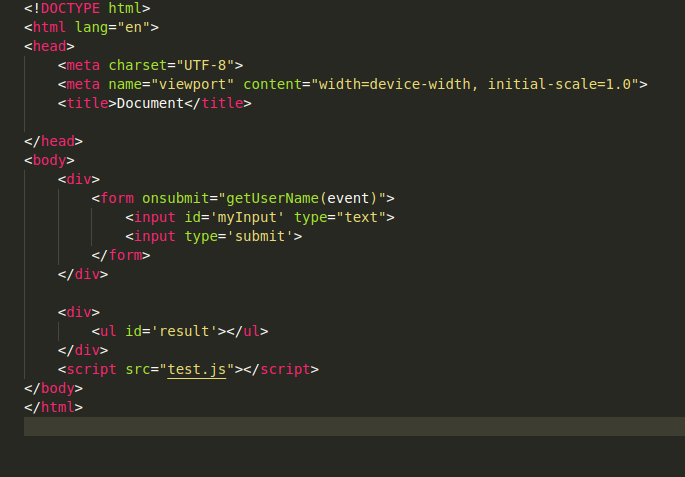 <!DOCTYPE html>
<html lang="en">
<head>
    <meta charset="UTF-8">
    <meta name="viewport" content="width=device-width, initial-scale=1.0">
    <title>Document</title>

</head>
<body>
    <div>
        <form onsubmit="getUserName(event)">
            <input id='myInput' type="text">
            <input type='submit'>
        </form>
    </div>

    <div>
        <ul id='result'></ul>
    </div>
    <script src="test.js"></script>
</body>
</html>